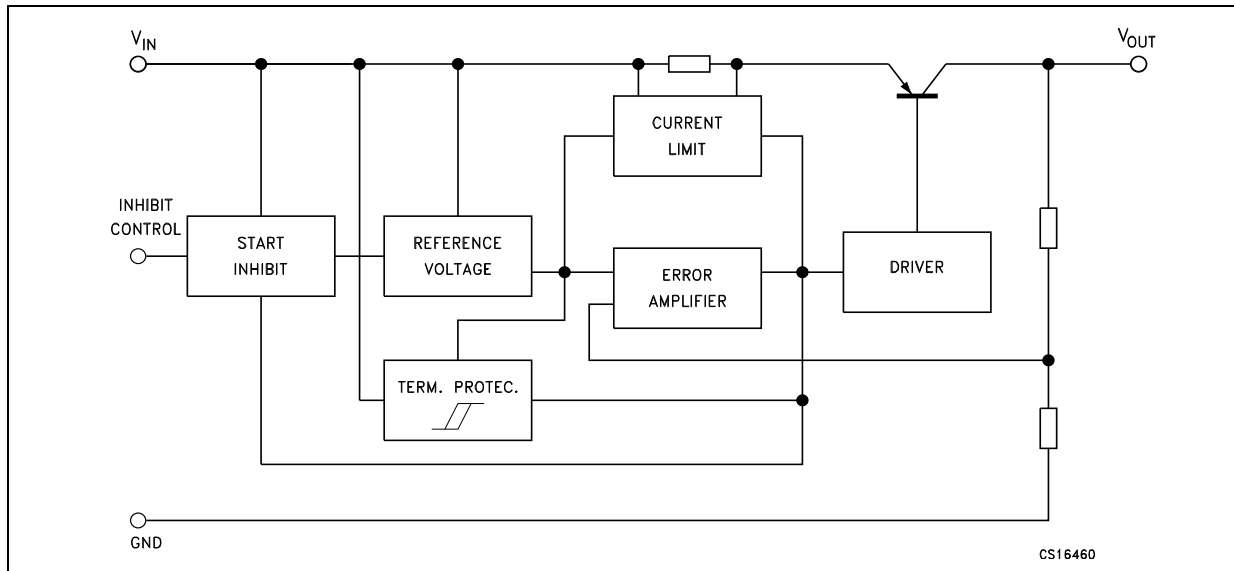 VIN
VOUT
CURRENT
LIMIT
INHIBIT
CONTROL
START
INHIBIT
REFERENCE
VOLTAGE
ERROR
AMPLIFIER
DRIVER
TERM. PROTEC.
GND
CS16460